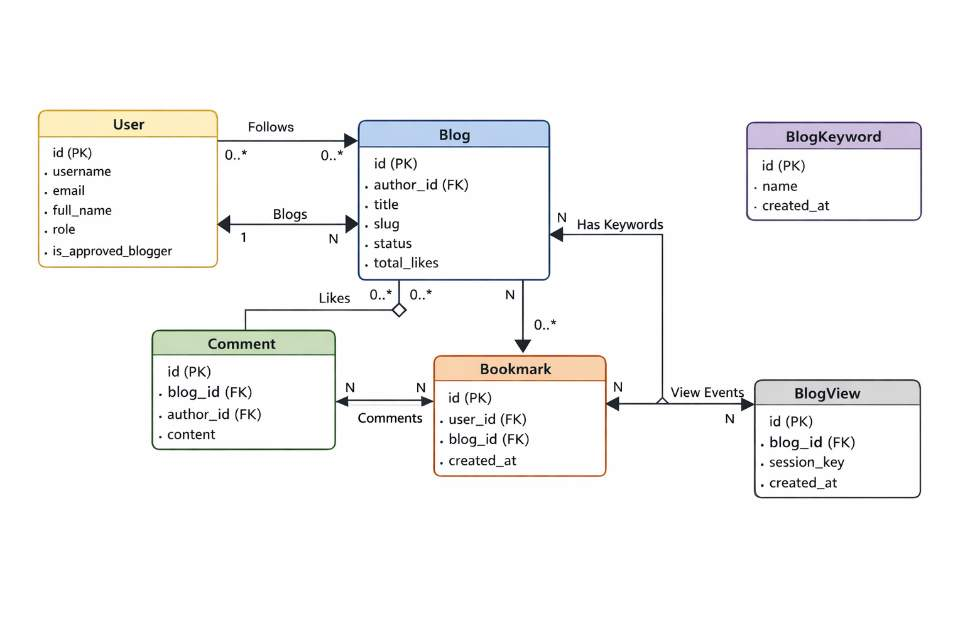 User
id (PK)
. username
. email
. full_name
. role
. is_approved_blogger
Follows
0..*
0..*
Blogs
1
N
Blog
id (PK)
. author_id (FK)
. title
. slug
. status
. total_likes
BlogKeyword
id (PK)
. name
. created_at
N
Has Keywords
Likes
0..*
0..*
N
0..*
Comment
id (PK)
. blog_id (FK)
. author_id (FK)
. content
N
N
Comments
Bookmark
id (PK)
. user_id (FK)
. blog_id (FK)
. created_at
N
View Events
N
BlogView
id (PK)
. blog_id (FK)
. session_key
. created_at